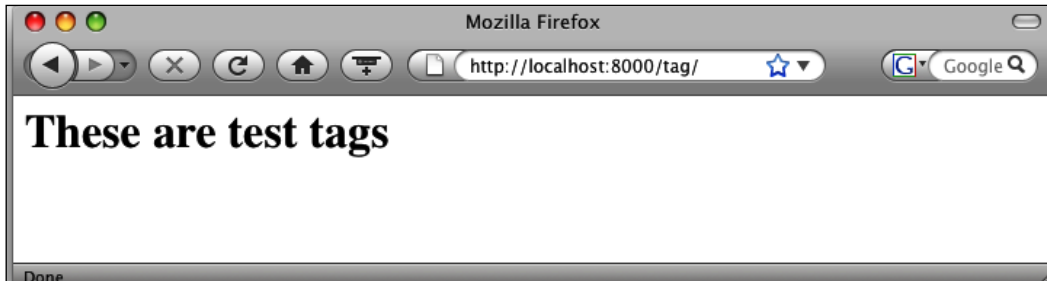 Mozilla Firefox
http://localhost:8000/tag/
G Google
These are test tags
Done